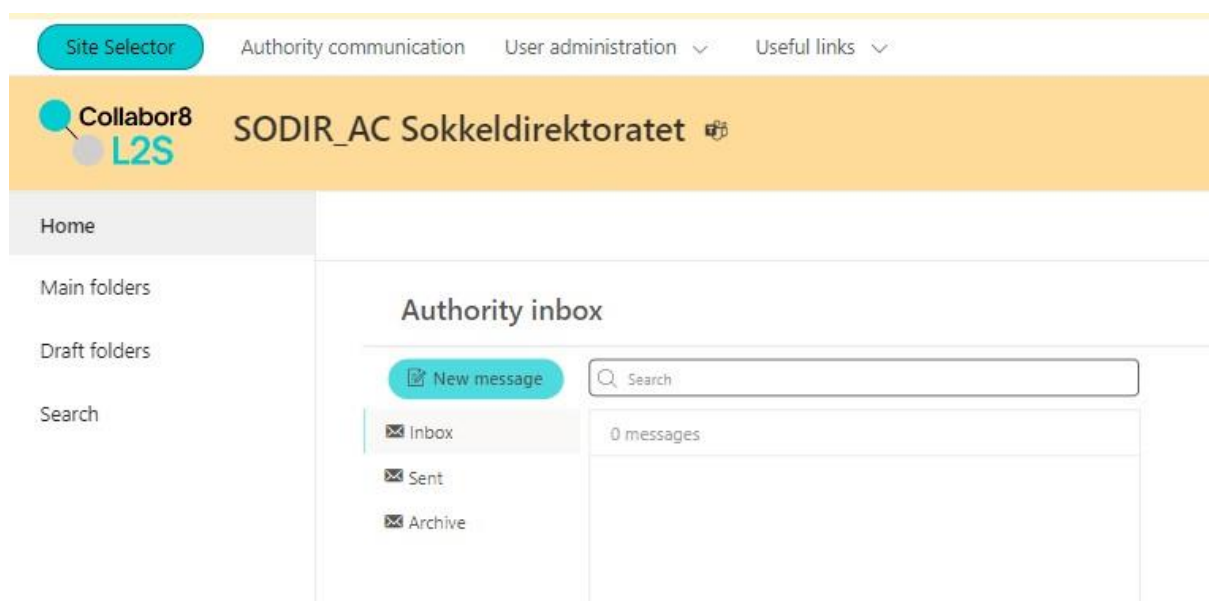 Site Selector Authority communication User administration Useful links
Collabor8
L2S
SODIR_AC Sokkeldirektoratet
Home
Main folders
Draft folders
Search
Authority inbox
New message Search
Inbox 0 messages
Sent
Archive